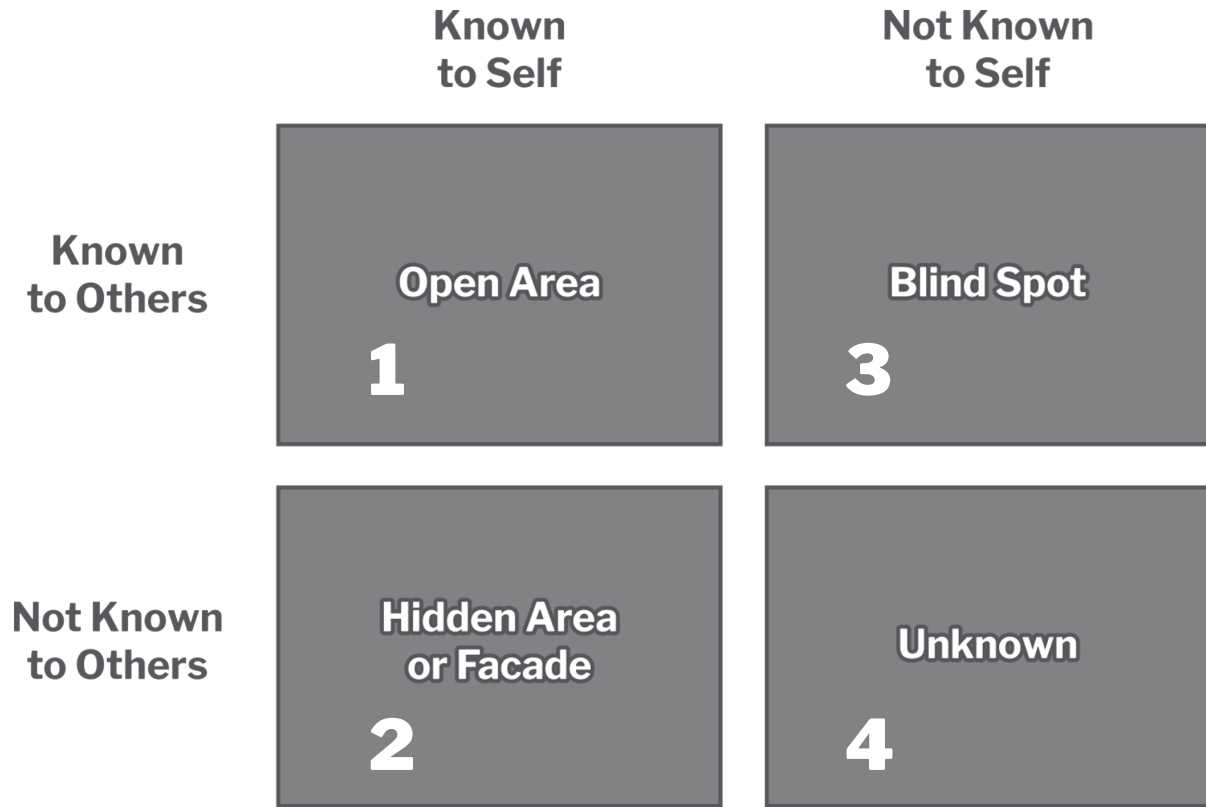 Known
to Self
Not Known
to Self
Known
to Others
Open Area
1
Blind Spot
3
Not Known
to Others
Hidden Area
or Facade
2
Unknown
4